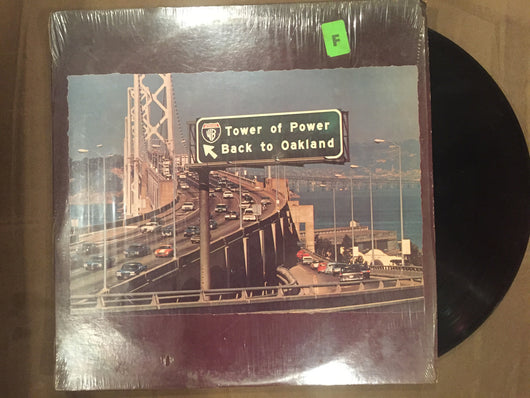 F
Tower of Power
Back to Oakland